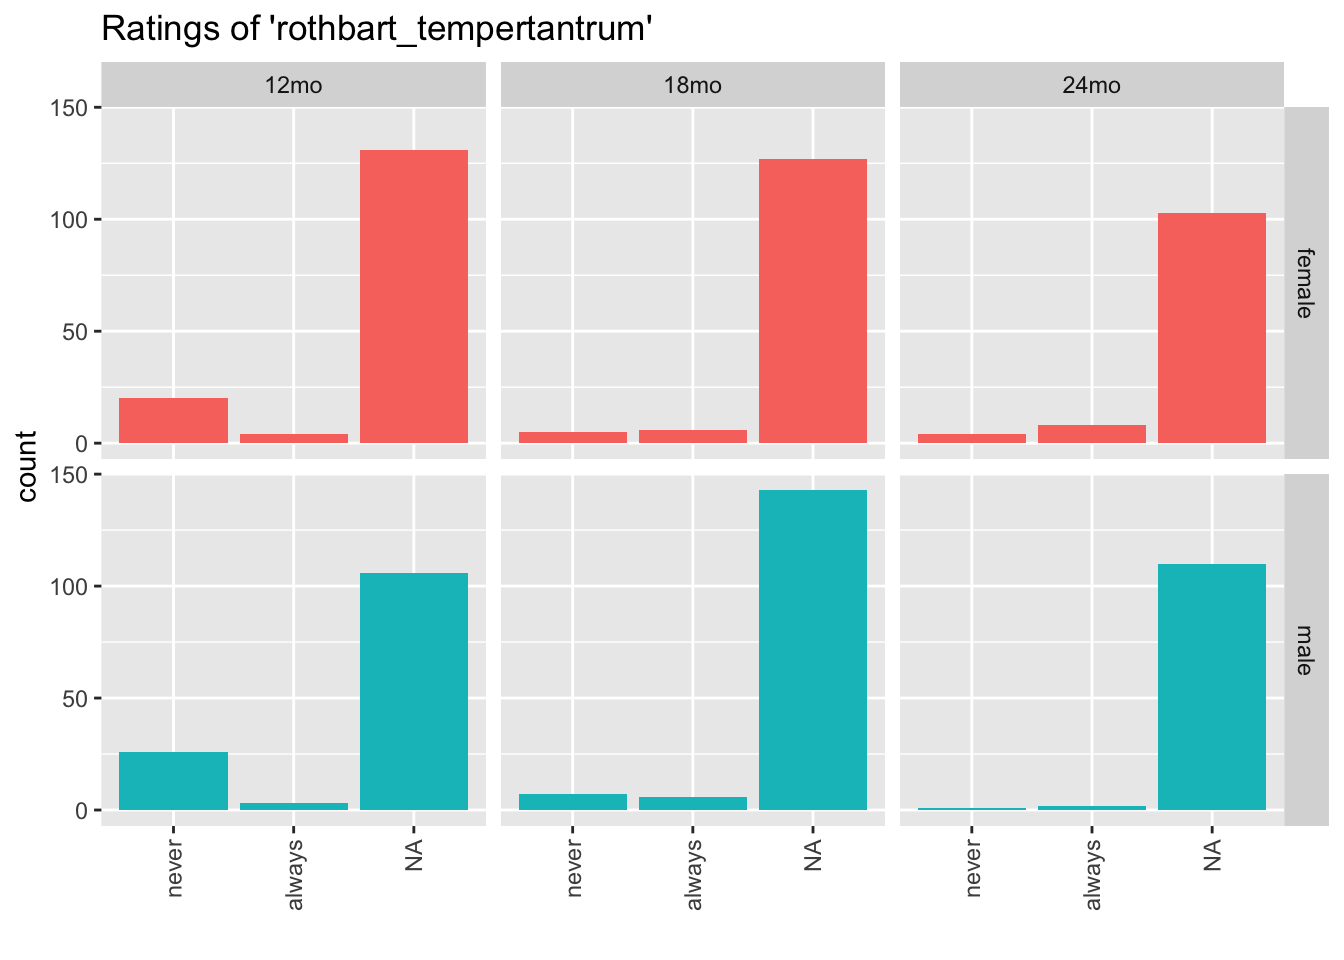 Ratings of 'rothbart_tempertantrum'
12mo 18mo 24mo
150
100
50
0
female
count
150
100
50
0
male
never always NA never always NA never always NA